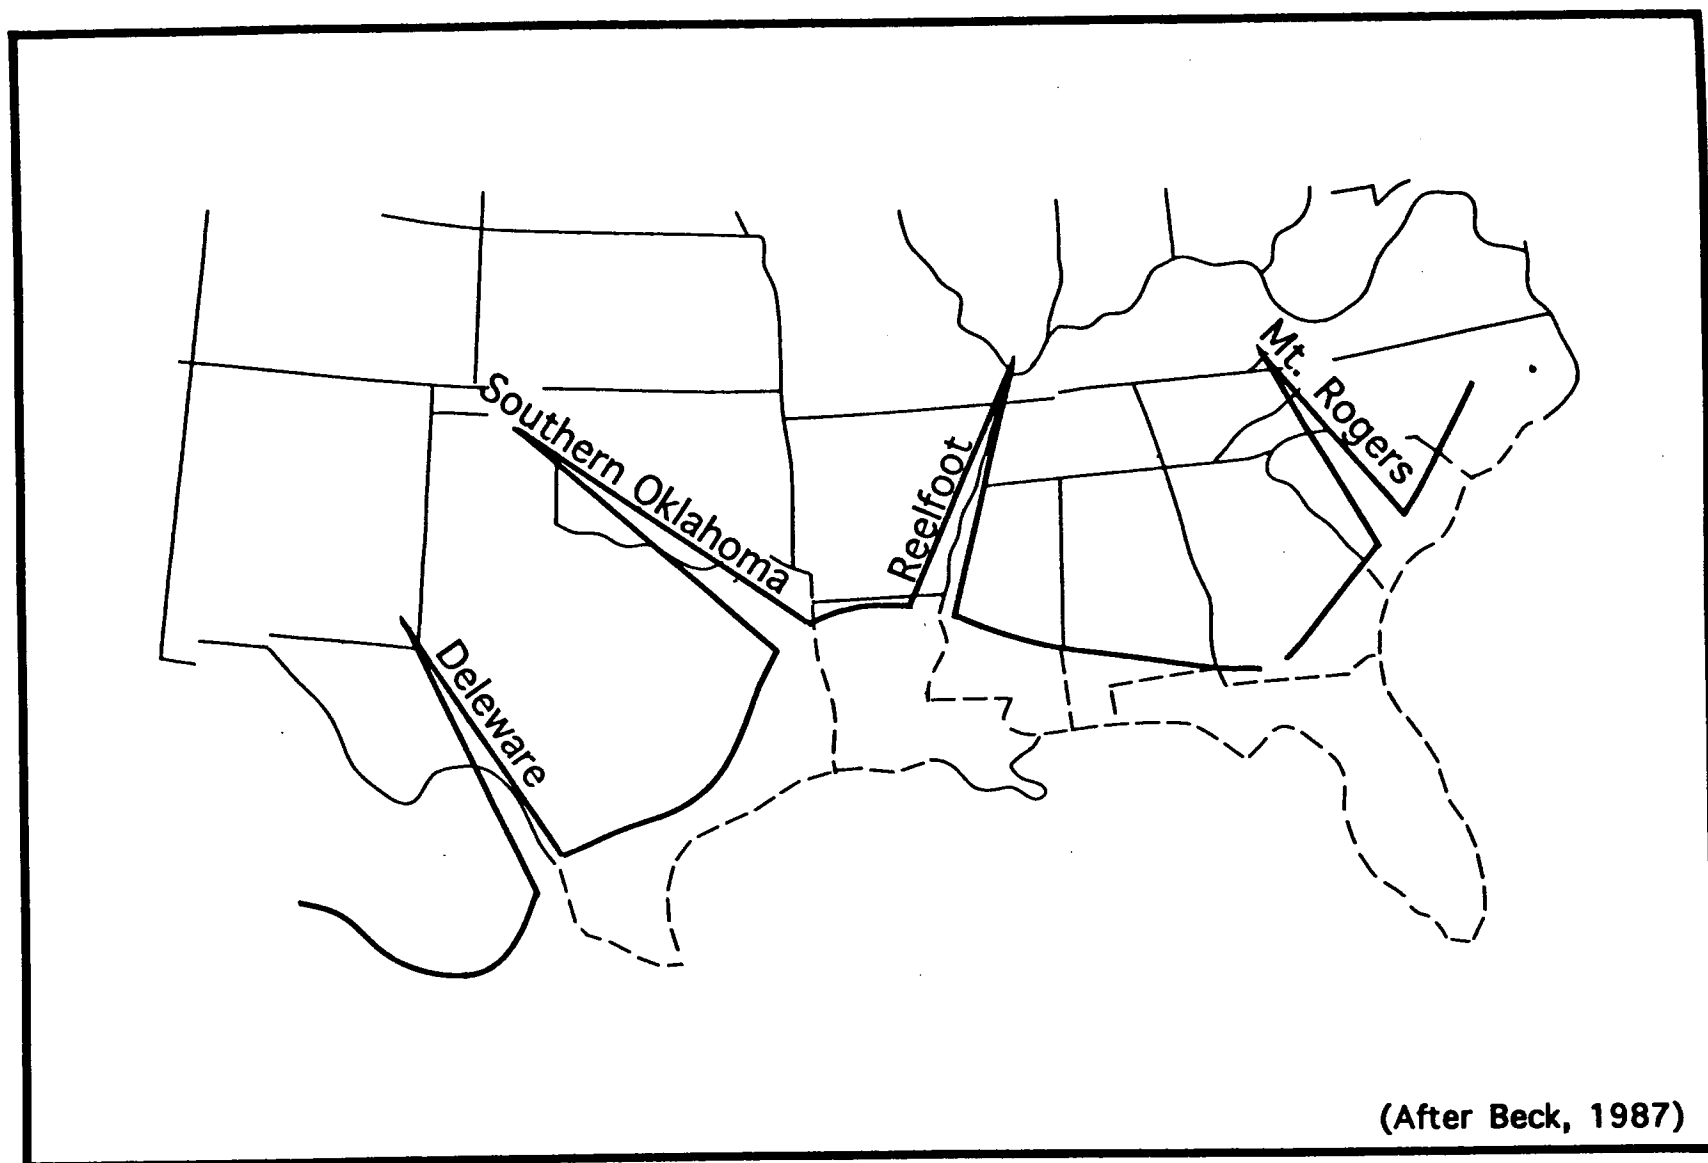 Southern Oklahoma
Reelfoot
Mt. Rogers
Deleware
(After Beck, 1987)